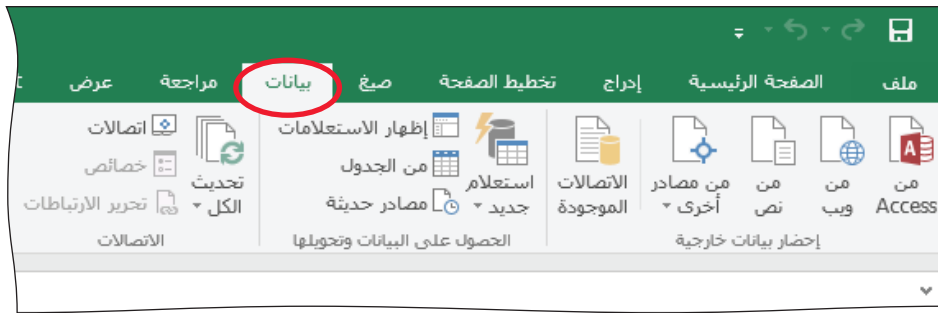 ملف الصفحة الرئيسية إدراج تخطيط الصفحة صيغ بيانات مراجعة عرض
من Access
من ويب
من نص
من مصادر أخرى
الاتصالات الموجودة
إحضار بيانات خارجية
استعلام جديد
إظهار الاستعلامات
من الجدول
مصادر حديثة
الحصول على البيانات وتحويلها
تحديث الكل
اتصالات
خصائص
تحرير الارتباطات
الاتصالات